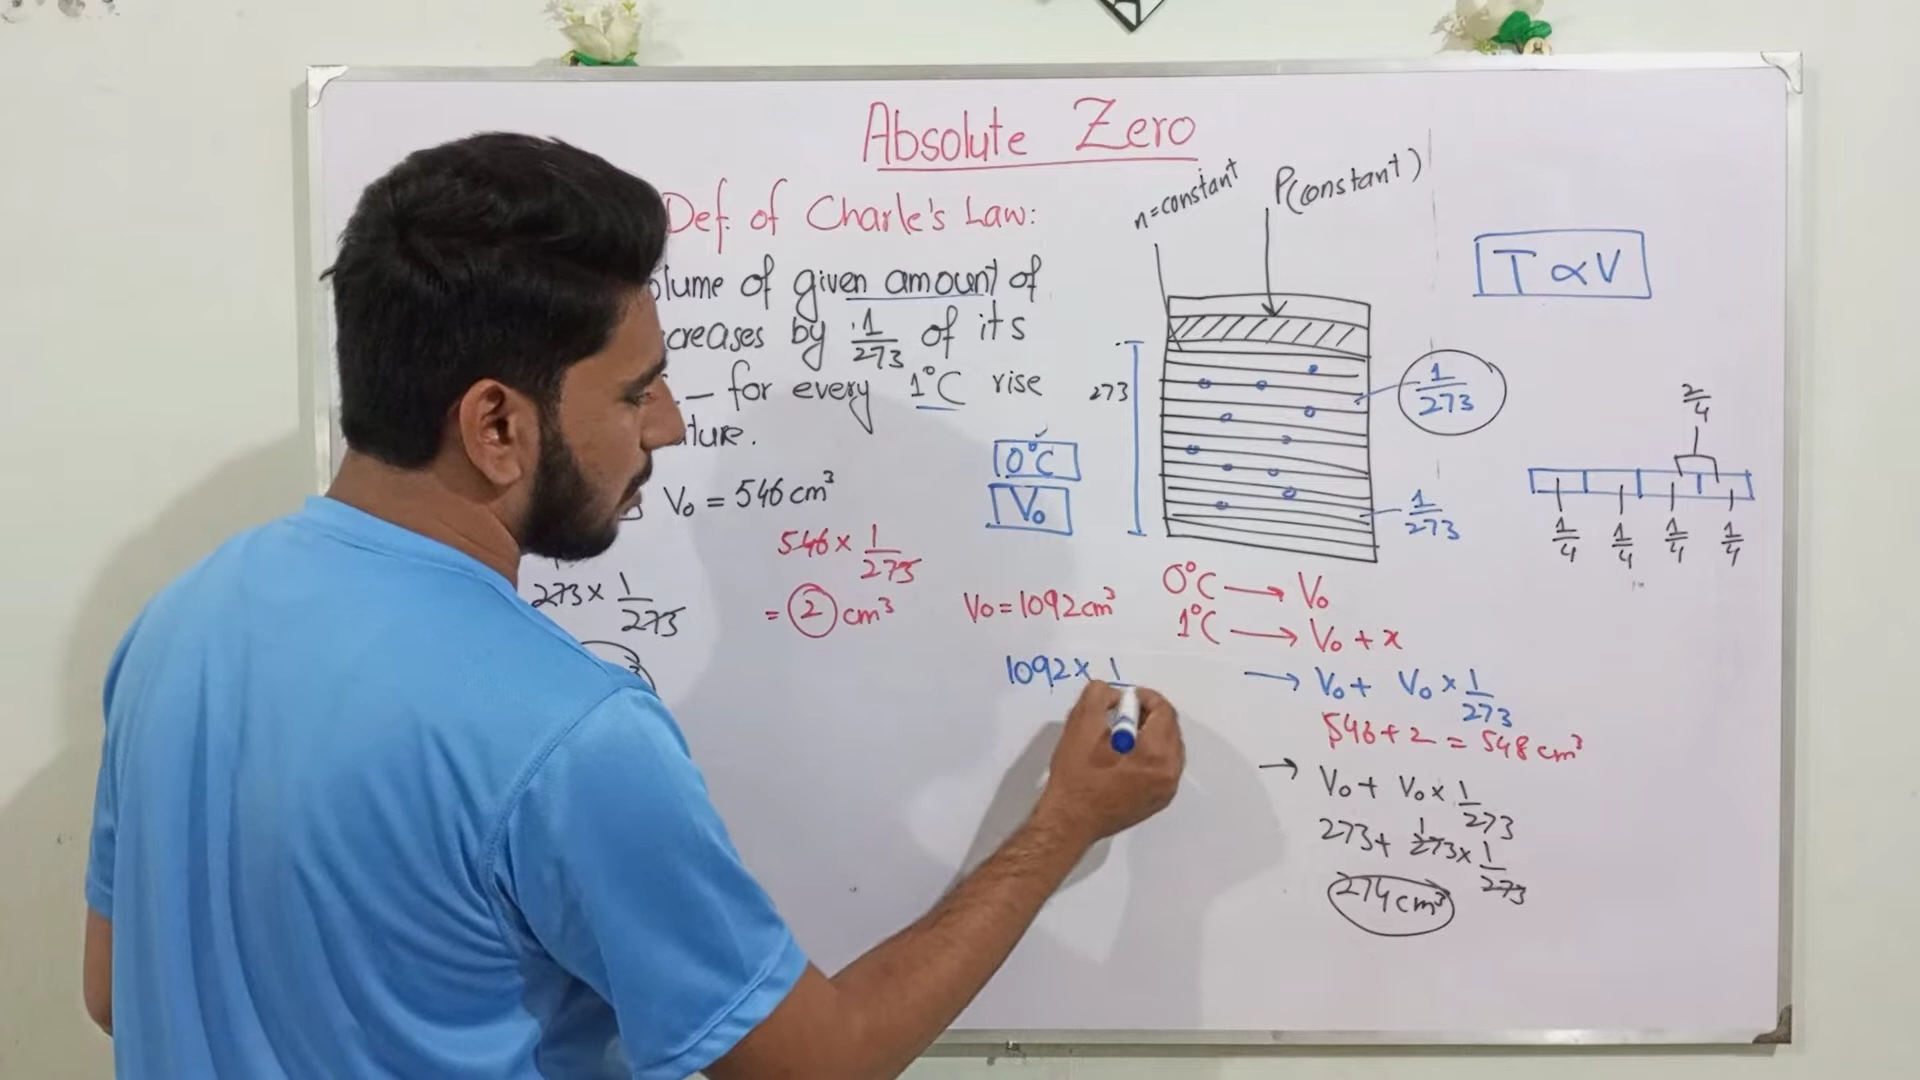 Absolute Zero
Def. of Charle's Law:
lume of given amount of
creases by 1/273 of its
— for every 1°C rise
ature.
V₀ = 546 cm³
546 × 1/273
= 2 cm³
273 × 1/273
V₀ = 1092 cm³
1092 × 1
0°C
V₀
n = constant
P(constant)
273
1/273
1/273
T ∝ V
2/4
1/4 1/4 1/4 1/4
0°C → V₀
1°C → V₀ + x
→ V₀ + V₀ × 1/273
546 + 2 = 548 cm³
→ V₀ + V₀ × 1/273
273 + 273 × 1/273
1
274 cm³